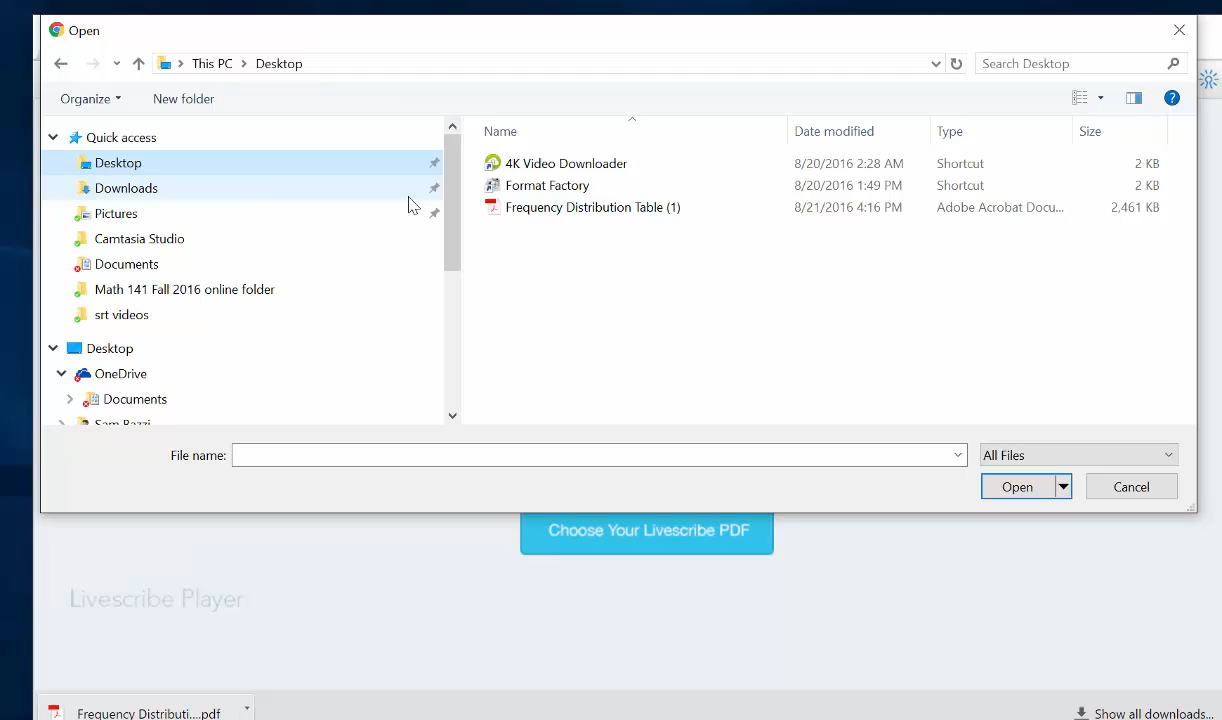 Open
This PC > Desktop
Search Desktop
Organize
New folder
Quick access
Desktop
Downloads
Pictures
Camtasia Studio
Documents
Math 141 Fall 2016 online folder
srt videos
Desktop
OneDrive
Documents
Sam Bazzi
Name Date modified Type Size
4K Video Downloader 8/20/2016 2:28 AM Shortcut 2 KB
Format Factory 8/20/2016 1:49 PM Shortcut 2 KB
Frequency Distribution Table (1) 8/21/2016 4:16 PM Adobe Acrobat Docu... 2,461 KB
File name:
All Files
Open
Cancel
Choose Your Livescribe PDF
Livescribe Player
Frequency Distributi....pdf
Show all downloads...